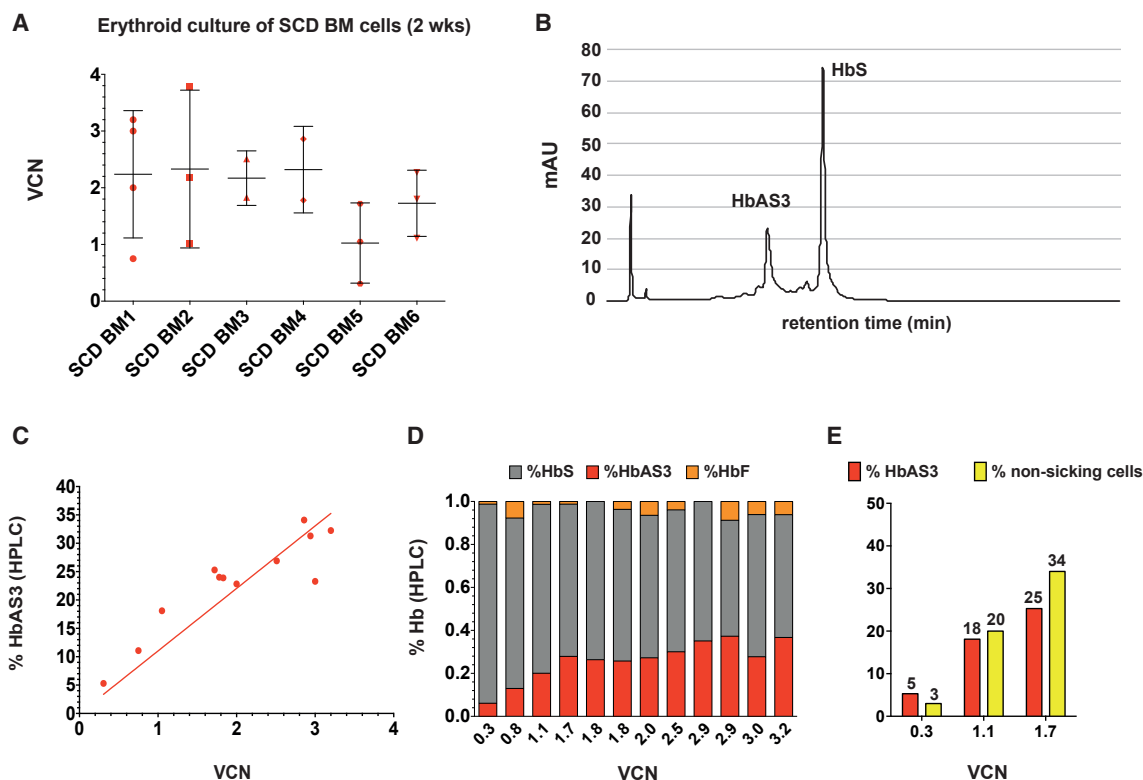 A
Erythroid culture of SCD BM cells (2 wks)
VCN
4
3
2
1
0
SCD BM1
SCD BM2
SCD BM3
SCD BM4
SCD BM5
SCD BM6
B
mAU
80
70
60
50
40
30
20
10
0
HbAS3
HbS
retention time (min)
C
% HbAS3 (HPLC)
40
35
30
25
20
15
10
5
0
0 1 2 3 4
VCN
D
%HbS %HbAS3 %HbF
% Hb (HPLC)
1.0
0.8
0.6
0.4
0.2
0.0
0.3 0.8 1.1 1.7 1.8 1.8 2.0 2.5 2.9 2.9 3.0 3.2
VCN
E
% HbAS3 % non-sicking cells
50
40
30
20
10
0
5 3 18 20 25 34
0.3 1.1 1.7
VCN